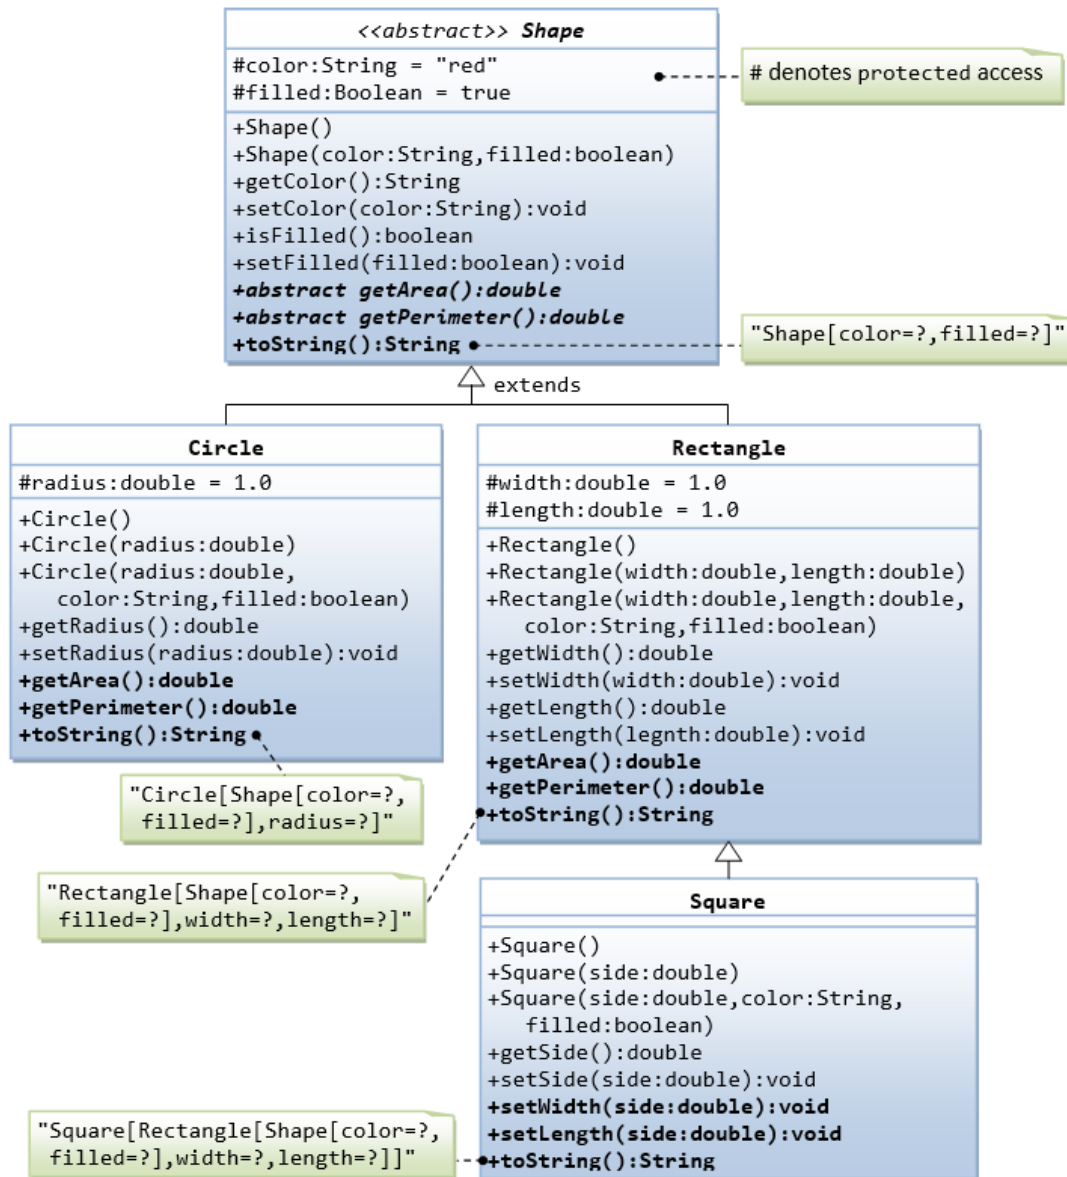 <<abstract>> Shape
#color:String = "red"
#filled:Boolean = true
# denotes protected access
+Shape()
+Shape(color:String,filled:boolean)
+getColor():String
+setColor(color:String):void
+isFilled():boolean
+setFilled(filled:boolean):void
+abstract getArea():double
+abstract getPerimeter():double
+toString():String
"Shape[color=?,filled=?]"
extends
Circle
#radius:double = 1.0
+Circle()
+Circle(radius:double)
+Circle(radius:double,
color:String,filled:boolean)
+getRadius():double
+setRadius(radius:double):void
+getArea():double
+getPerimeter():double
+toString():String
"Circle[Shape[color=?,
filled=?],radius=?]"
Rectangle
#width:double = 1.0
#length:double = 1.0
+Rectangle()
+Rectangle(width:double,length:double)
+Rectangle(width:double,length:double,
color:String,filled:boolean)
+getWidth():double
+setWidth(width:double):void
+getLength():double
+setLength(legnth:double):void
+getArea():double
+getPerimeter():double
+toString():String
"Rectangle[Shape[color=?,
filled=?],width=?,length=?]"
Square
+Square()
+Square(side:double)
+Square(side:double,color:String,
filled:boolean)
+getSide():double
+setSide(side:double):void
+setWidth(side:double):void
+setLength(side:double):void
+toString():String
"Square[Rectangle[Shape[color=?,
filled=?],width=?,length=?]]"